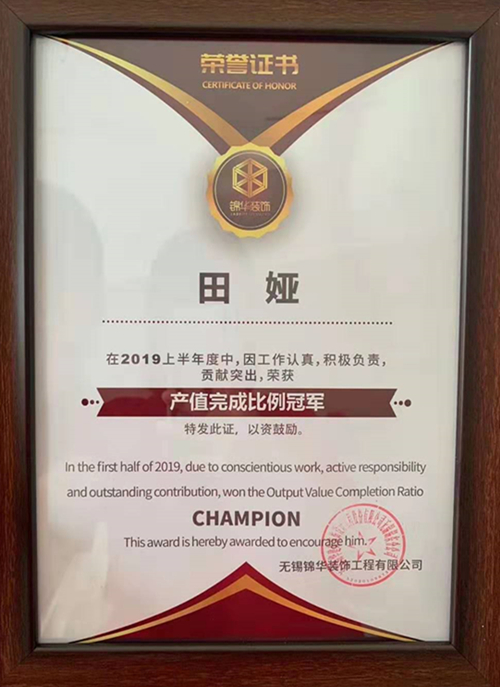 荣誉证书
CERTIFICATE OF HONOR
锦华装饰
田 娅
在2019上半年度中，因工作认真，积极负责，
贡献突出，荣获
产值完成比例冠军
特发此证，以资鼓励。
In the first half of 2019, due to conscientious work, active responsibility
and outstanding contribution, won the Output Value Completion Ratio
CHAMPION
This award is hereby awarded to encourage him.
无锡锦华装饰工程有限公司